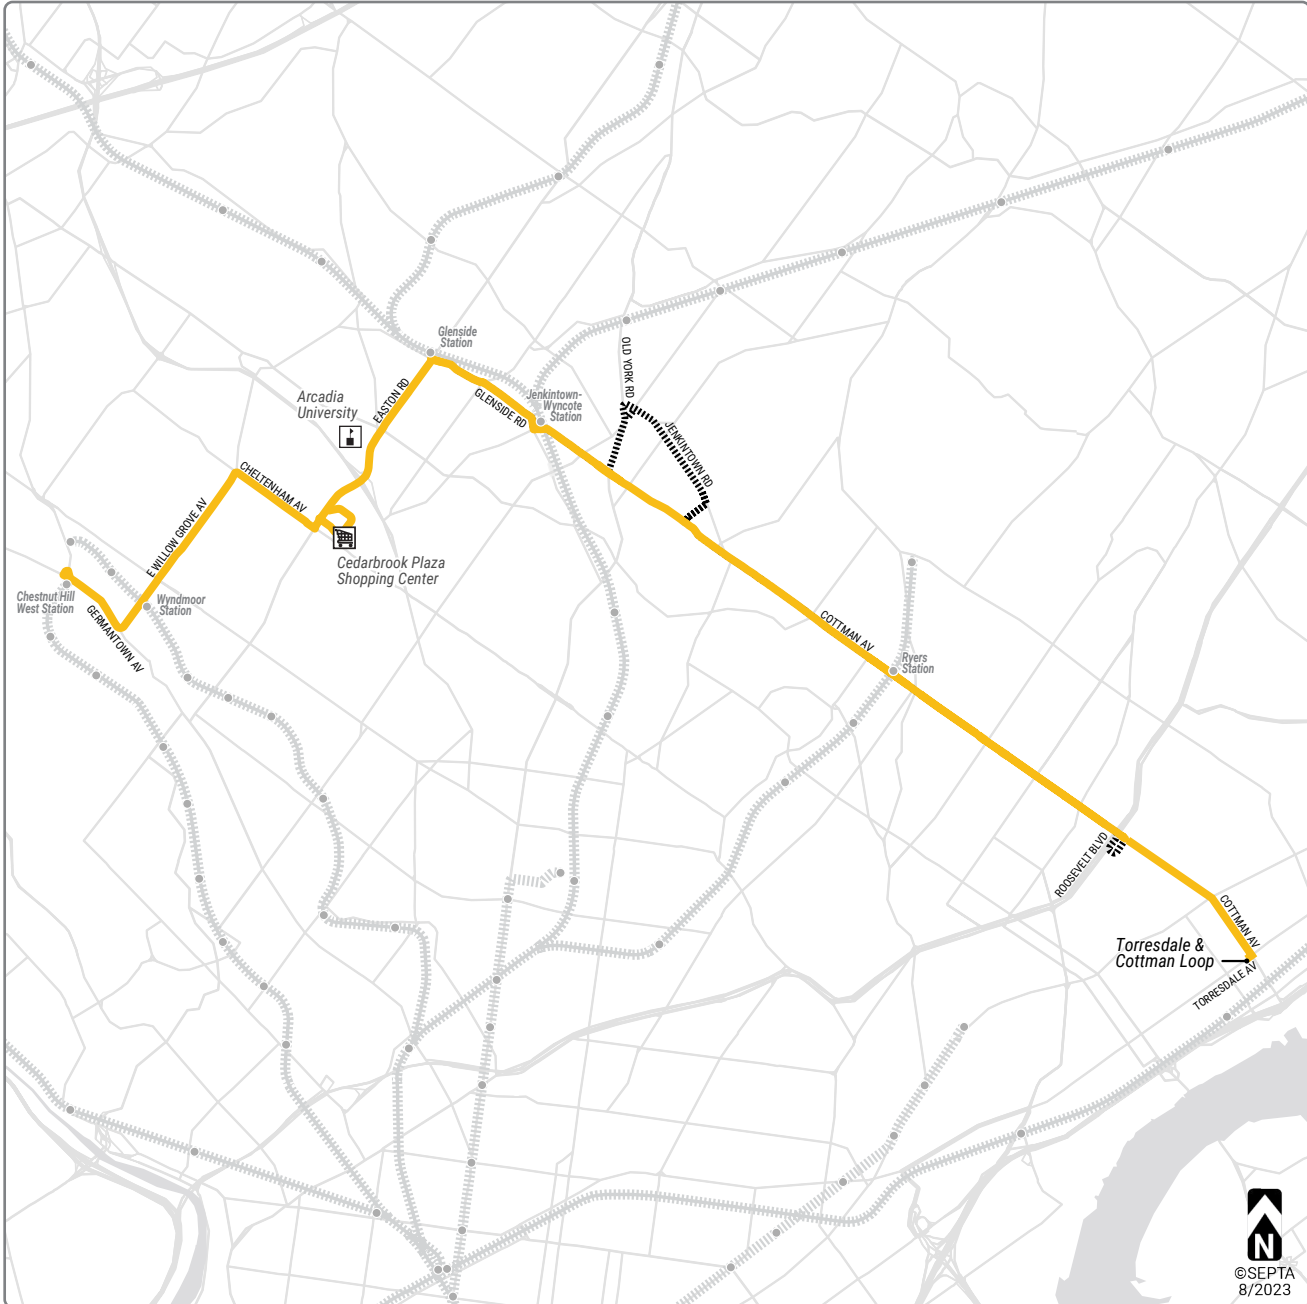 Glenside
Station
OLD YORK RD
EASTON RD
Arcadia
University
GLENSIDE RD
Jenkintown-
Wyncote
Station
JENKINTOWN RD
CHELTENHAM AV
E WILLOW GROVE AV
Cedarbrook Plaza
Shopping Center
Chestnut Hill
West Station
Wyndmoor
Station
GERMANTOWN AV
COTTMAN AV
Ryers
Station
ROOSEVELT BLVD
COTTMAN AV
Torresdale &
Cottman Loop
TORRESDALE AV
N
©SEPTA
8/2023